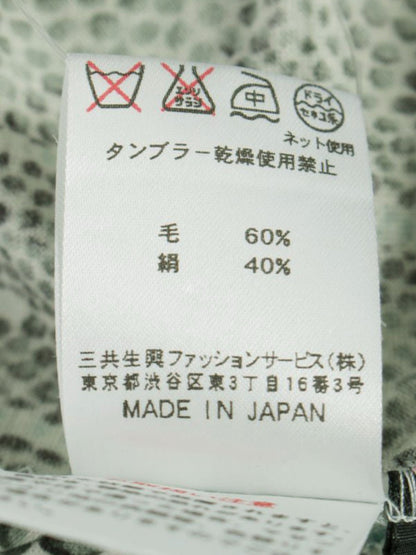 エンソ サラシ 中 ドライ セキユ系
ネット使用
タンブラー乾燥使用禁止
毛 60%
絹 40%
三共生興ファッションサービス(株)
東京都渋谷区東3丁目16番3号
MADE IN JAPAN